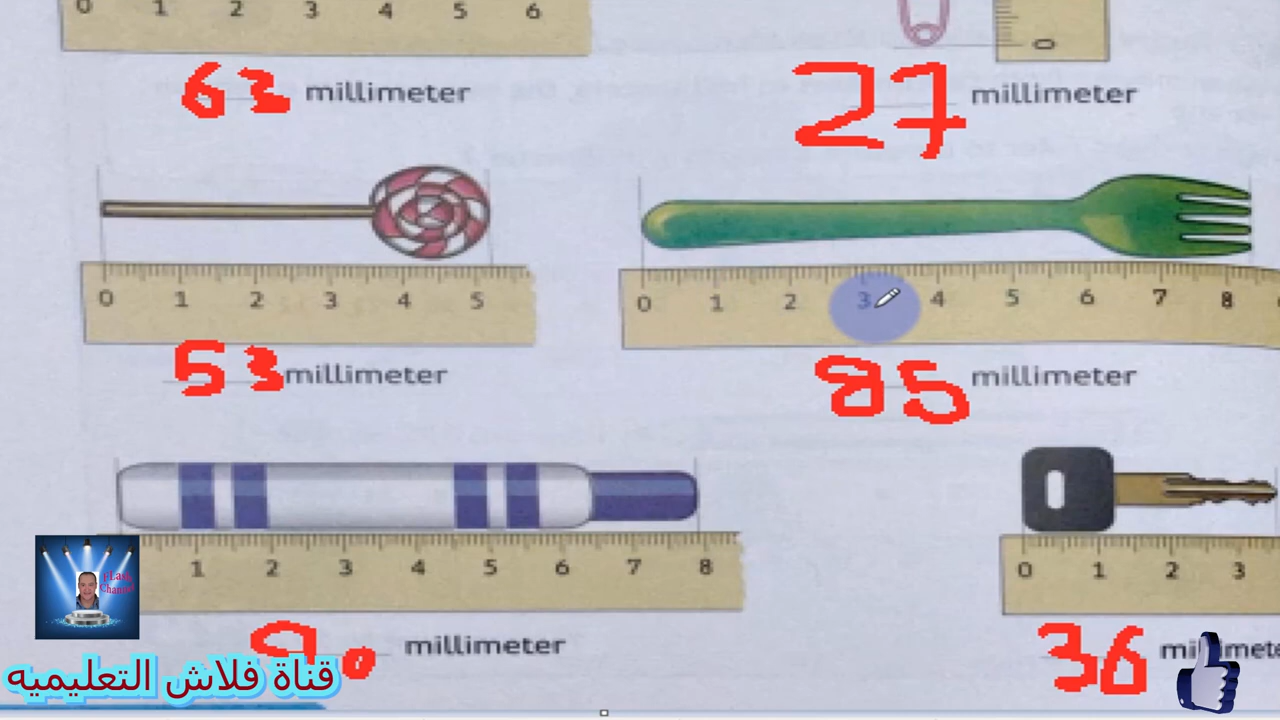 0 1 2 3 4 5 6
0
63 millimeter
27 millimeter
0 1 2 3 4 5
0 1 2 3 4 5 6 7 8
53 millimeter
85 millimeter
1 2 3 4 5 6 7 8
0 1 2 3
FLash Channel
millimeter
36
قناة فلاش التعليميه